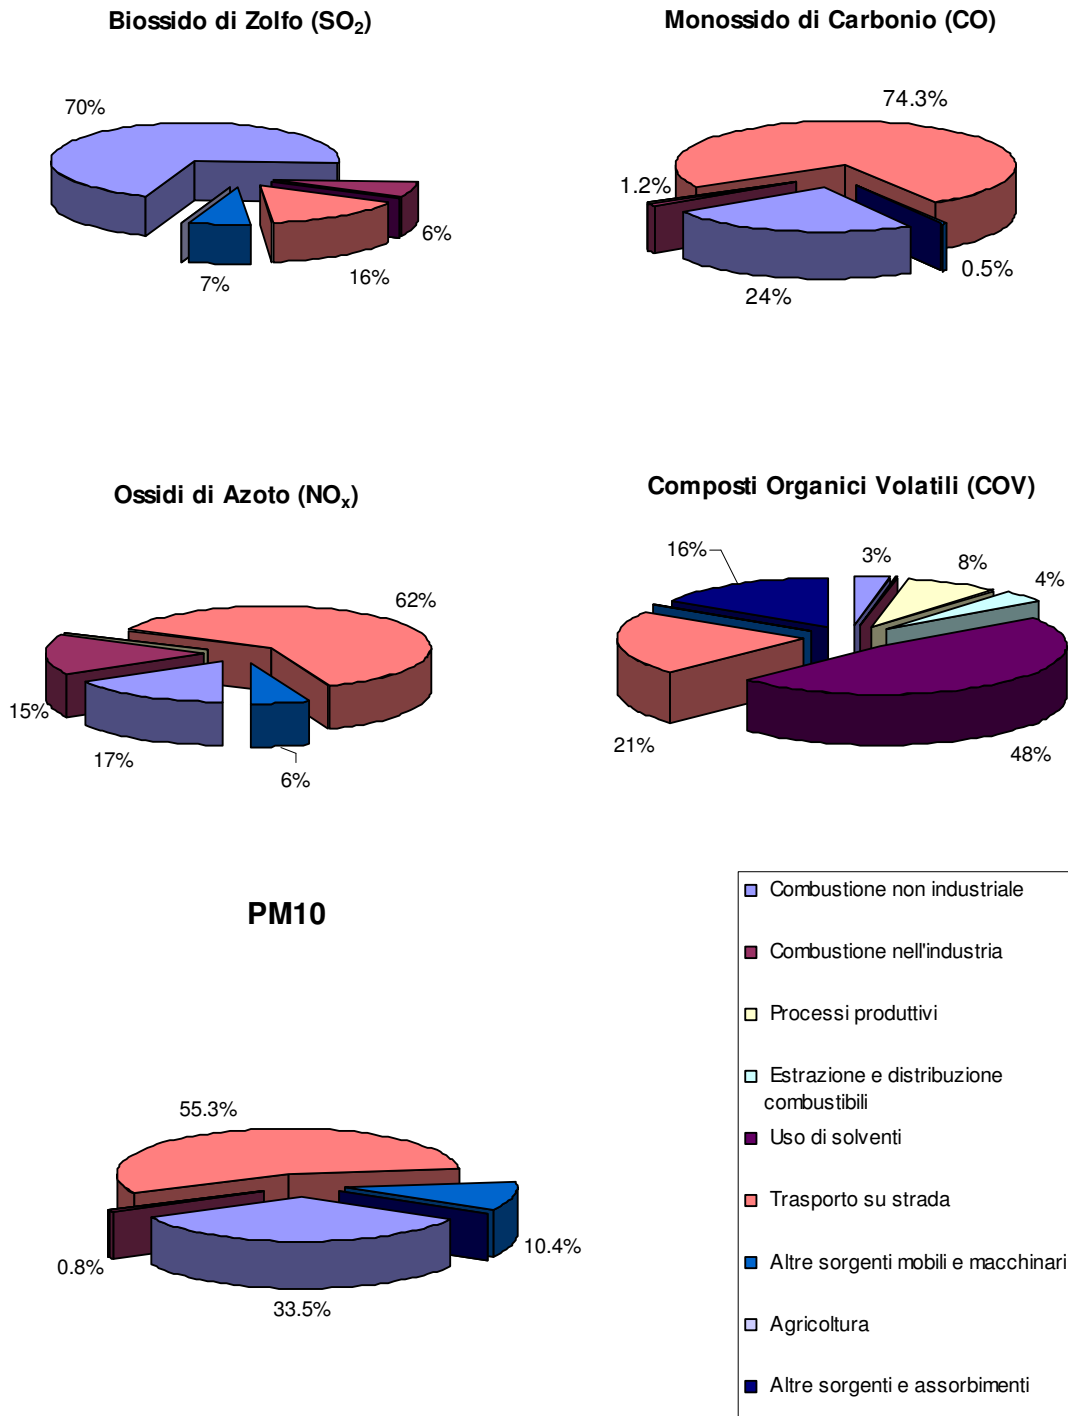 Biossido di Zolfo (SO₂)
70%
6%
16%
7%
Monossido di Carbonio (CO)
74.3%
1.2%
0.5%
24%
Ossidi di Azoto (NOₓ)
62%
15%
17%
6%
Composti Organici Volatili (COV)
16%
3%
8%
4%
21%
48%
PM10
55.3%
0.8%
10.4%
33.5%
Combustione non industriale
Combustione nell'industria
Processi produttivi
Estrazione e distribuzione
combustibili
Uso di solventi
Trasporto su strada
Altre sorgenti mobili e macchinari
Agricoltura
Altre sorgenti e assorbimenti